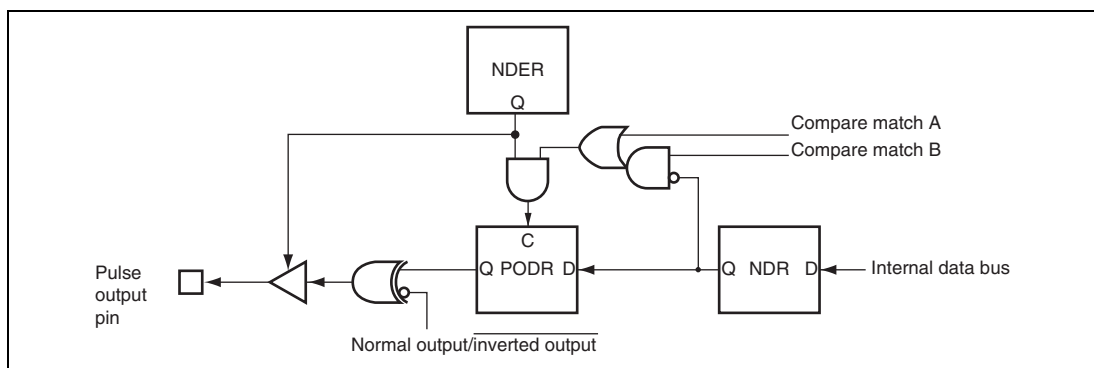 NDER
Q
Compare match A
Compare match B
C
Q PODR D
Q NDR D
Internal data bus
Pulse
output
pin
Normal output/inverted output